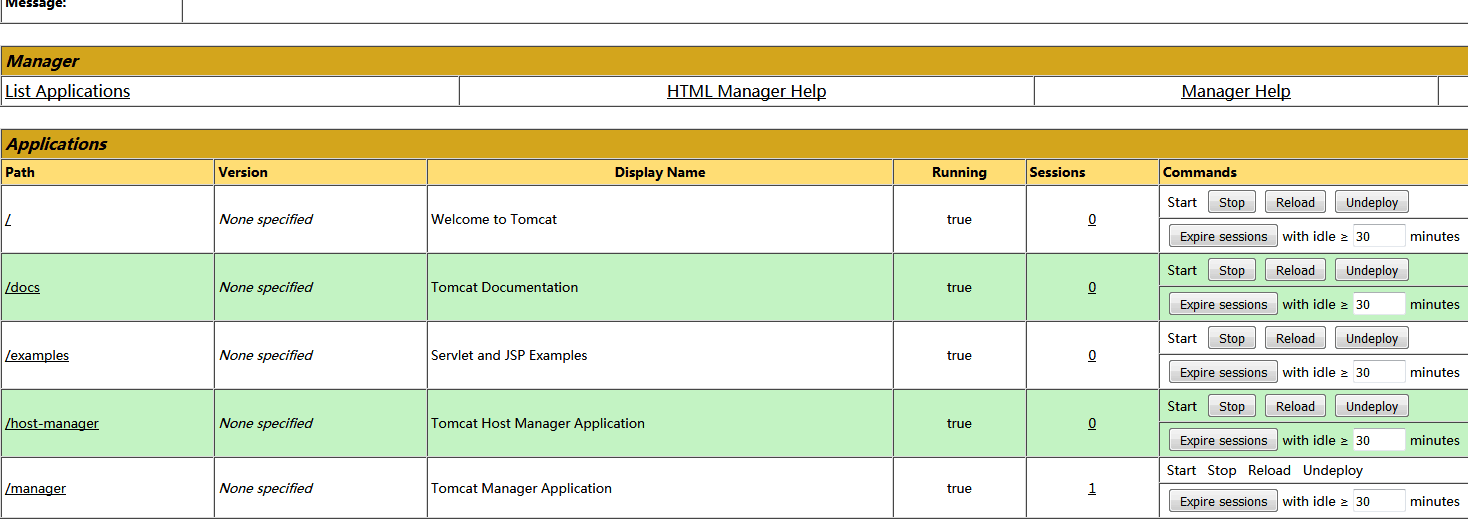 Message:
Manager
List Applications HTML Manager Help Manager Help
Applications
Path Version Display Name Running Sessions Commands
/ None specified Welcome to Tomcat true 0 Start Stop Reload Undeploy
Expire sessions with idle ≥ 30 minutes
/docs None specified Tomcat Documentation true 0 Start Stop Reload Undeploy
Expire sessions with idle ≥ 30 minutes
/examples None specified Servlet and JSP Examples true 0 Start Stop Reload Undeploy
Expire sessions with idle ≥ 30 minutes
/host-manager None specified Tomcat Host Manager Application true 0 Start Stop Reload Undeploy
Expire sessions with idle ≥ 30 minutes
/manager None specified Tomcat Manager Application true 1 Start Stop Reload Undeploy
Expire sessions with idle ≥ 30 minutes